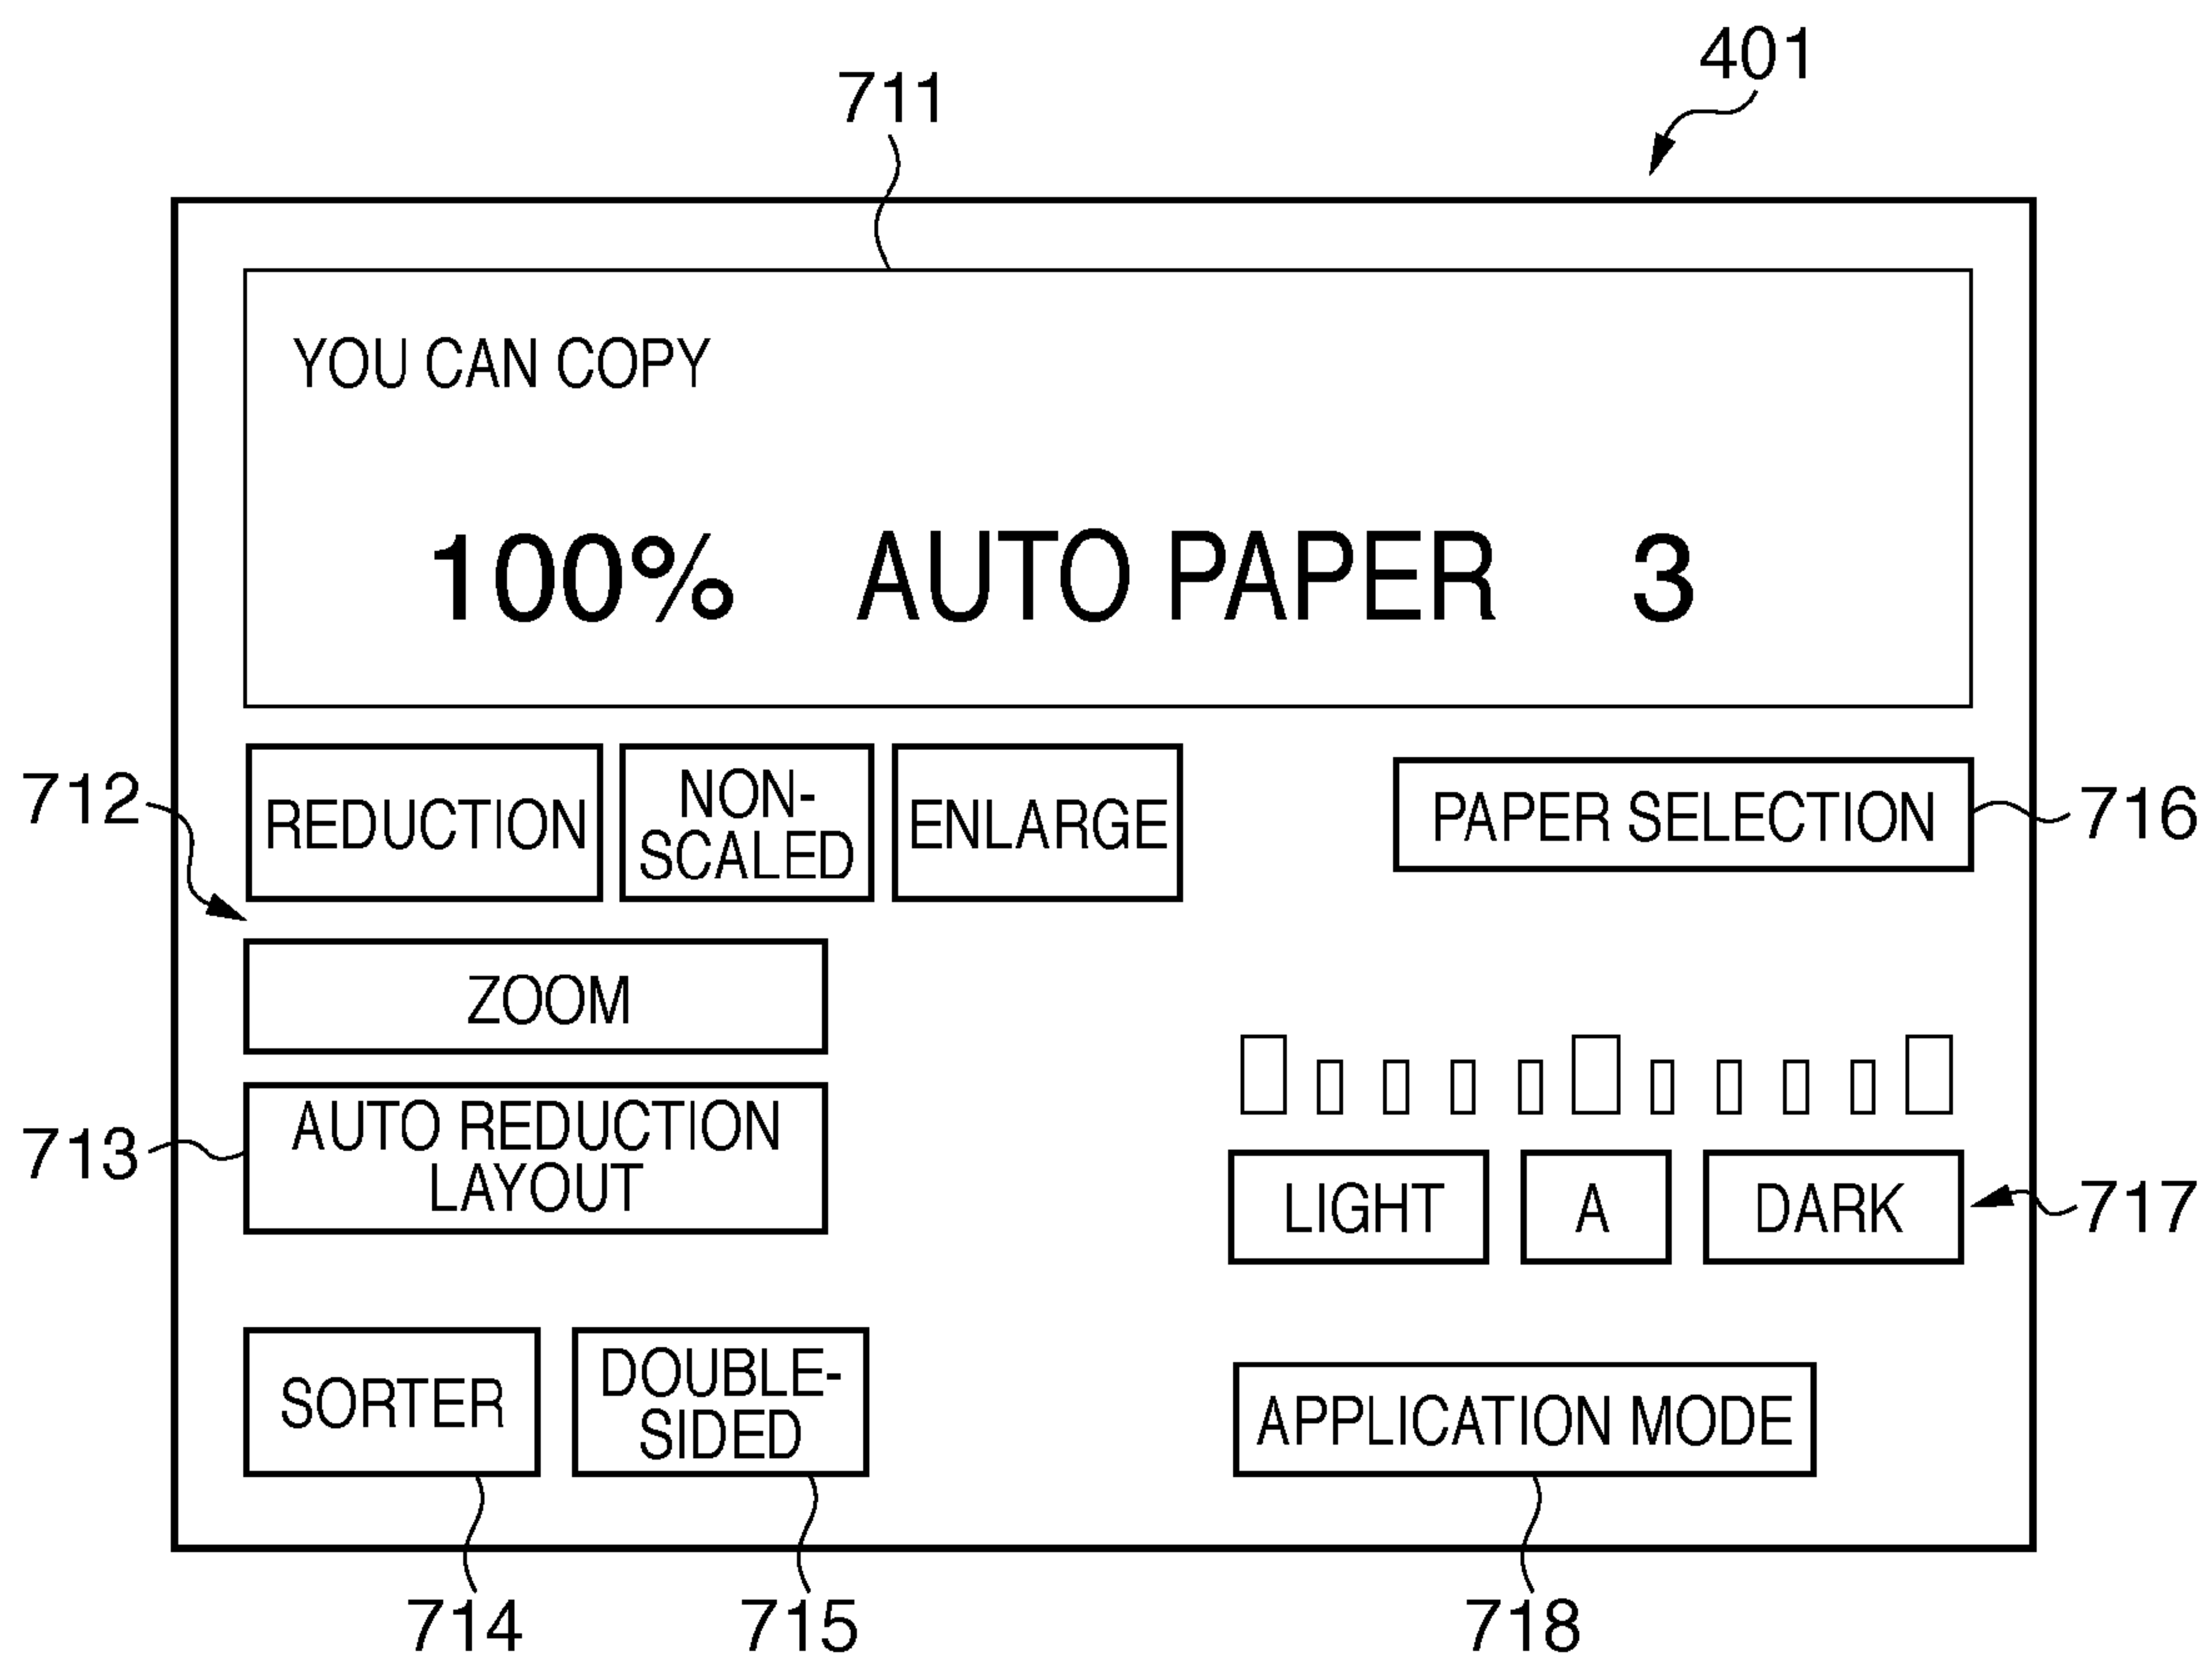 401
711
YOU CAN COPY
100% AUTO PAPER 3
712
REDUCTION
NON-
SCALED
ENLARGE
PAPER SELECTION
716
ZOOM
713
AUTO REDUCTION
LAYOUT
LIGHT
A
DARK
717
SORTER
DOUBLE-
SIDED
APPLICATION MODE
714
715
718